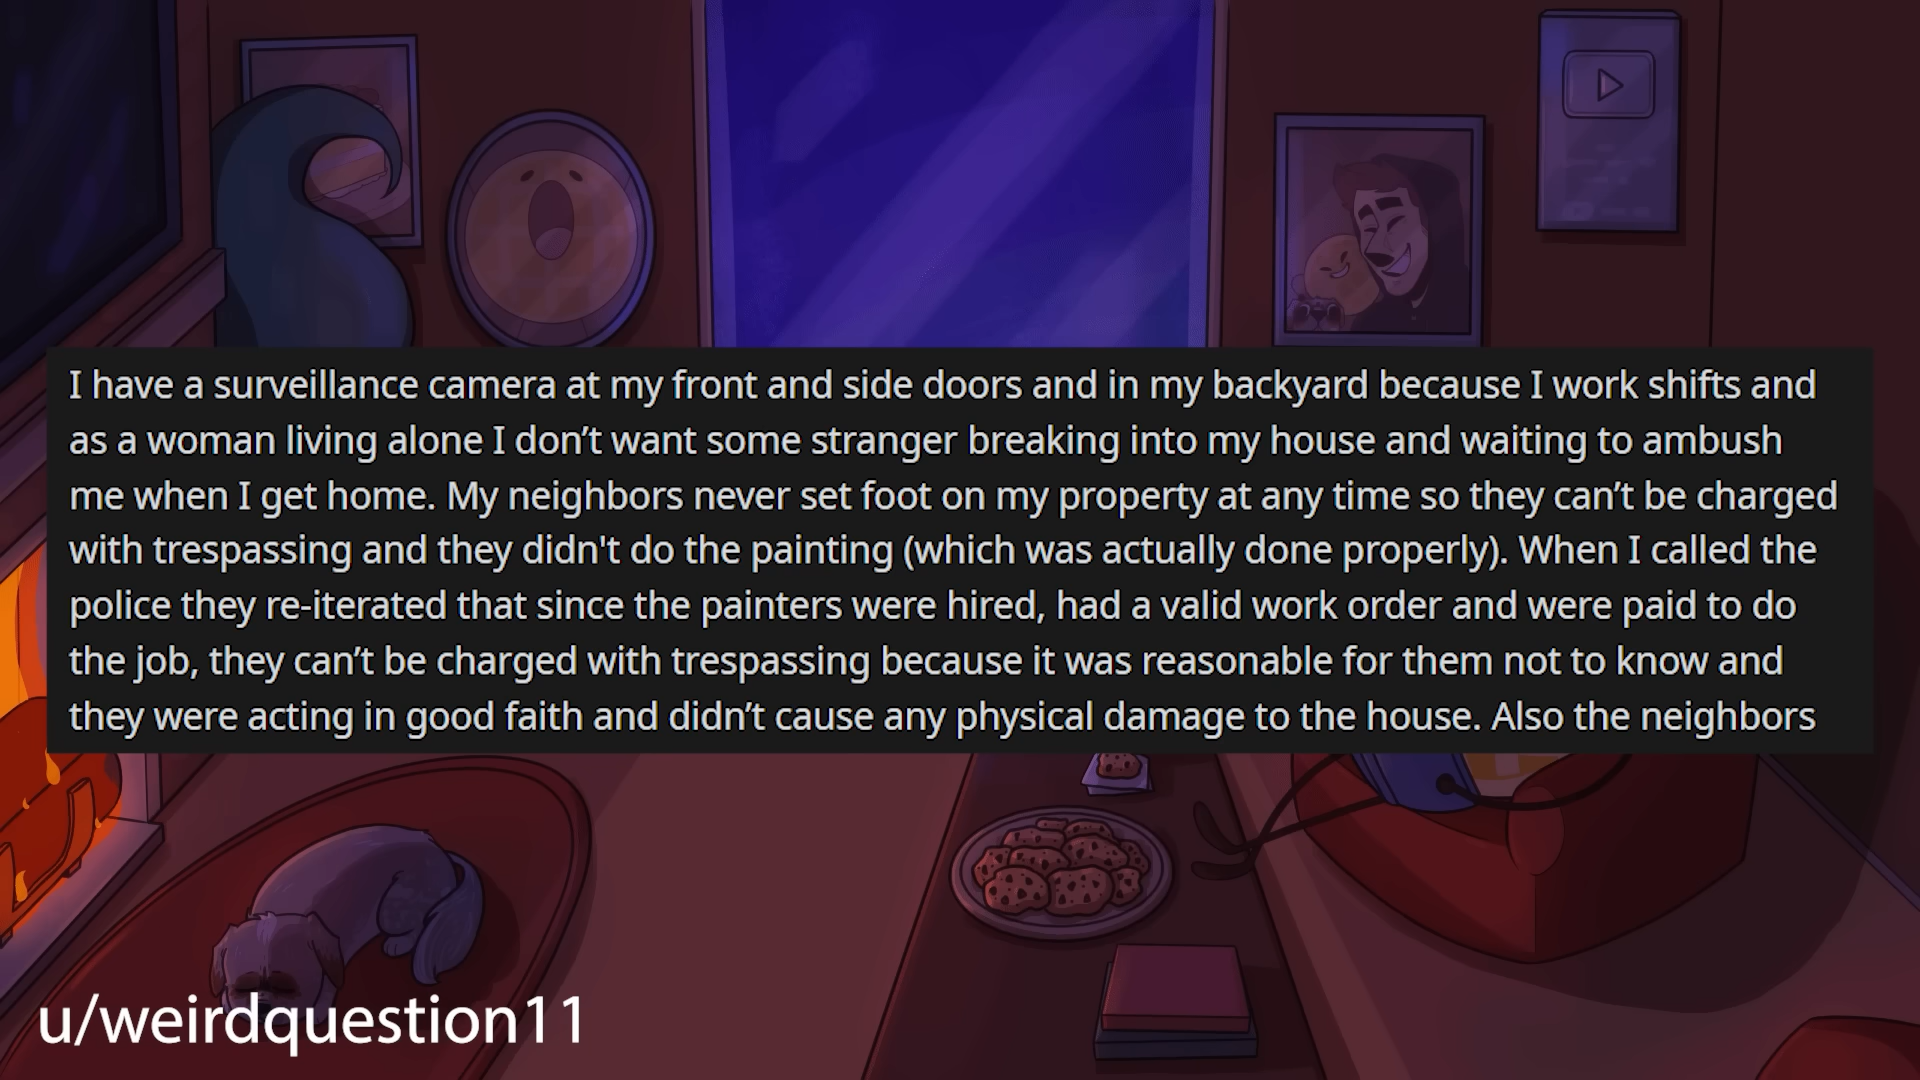 I have a surveillance camera at my front and side doors and in my backyard because I work shifts and
as a woman living alone I don’t want some stranger breaking into my house and waiting to ambush
me when I get home. My neighbors never set foot on my property at any time so they can’t be charged
with trespassing and they didn't do the painting (which was actually done properly). When I called the
police they re-iterated that since the painters were hired, had a valid work order and were paid to do
the job, they can’t be charged with trespassing because it was reasonable for them not to know and
they were acting in good faith and didn’t cause any physical damage to the house. Also the neighbors
u/weirdquestion11